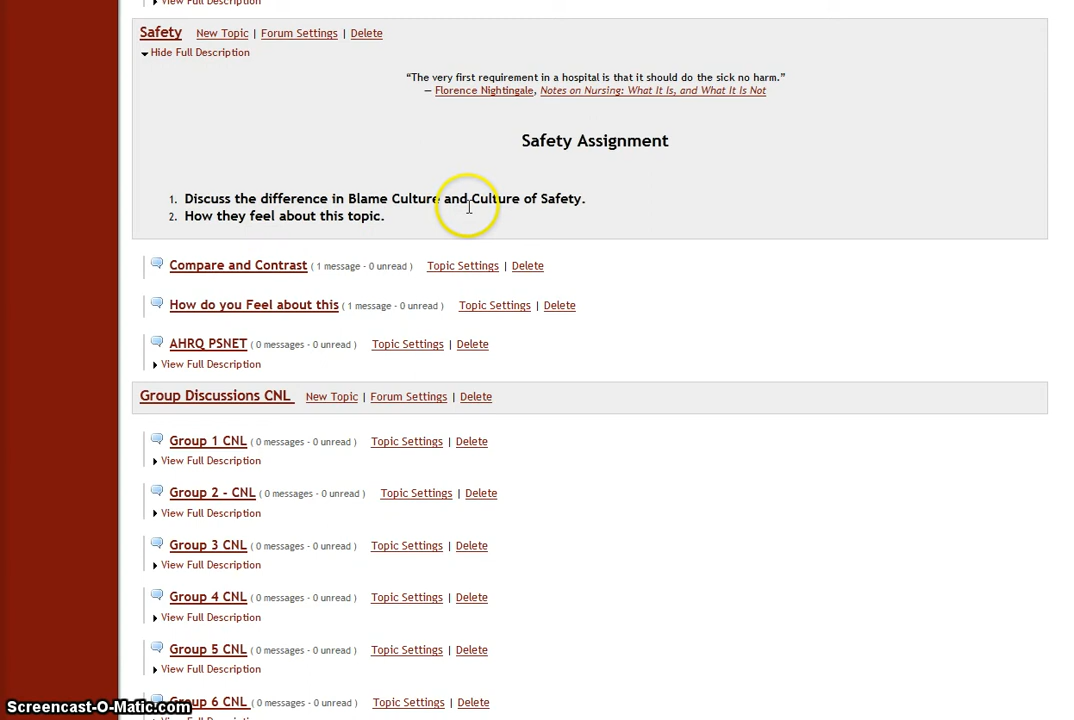 View Full Description
Safety New Topic | Forum Settings | Delete
Hide Full Description
“The very first requirement in a hospital is that it should do the sick no harm.”
— Florence Nightingale, Notes on Nursing: What It Is, and What It Is Not
Safety Assignment
1. Discuss the difference in Blame Culture and Culture of Safety.
2. How they feel about this topic.
Compare and Contrast ( 1 message - 0 unread ) Topic Settings | Delete
How do you Feel about this ( 1 message - 0 unread ) Topic Settings | Delete
AHRQ PSNET ( 0 messages - 0 unread ) Topic Settings | Delete
View Full Description
Group Discussions CNL New Topic | Forum Settings | Delete
Group 1 CNL ( 0 messages - 0 unread ) Topic Settings | Delete
View Full Description
Group 2 - CNL ( 0 messages - 0 unread ) Topic Settings | Delete
View Full Description
Group 3 CNL ( 0 messages - 0 unread ) Topic Settings | Delete
View Full Description
Group 4 CNL ( 0 messages - 0 unread ) Topic Settings | Delete
View Full Description
Group 5 CNL ( 0 messages - 0 unread ) Topic Settings | Delete
View Full Description
Group 6 CNL ( 0 messages - 0 unread ) Topic Settings | Delete
View Full Description
Screencast-O-Matic.com